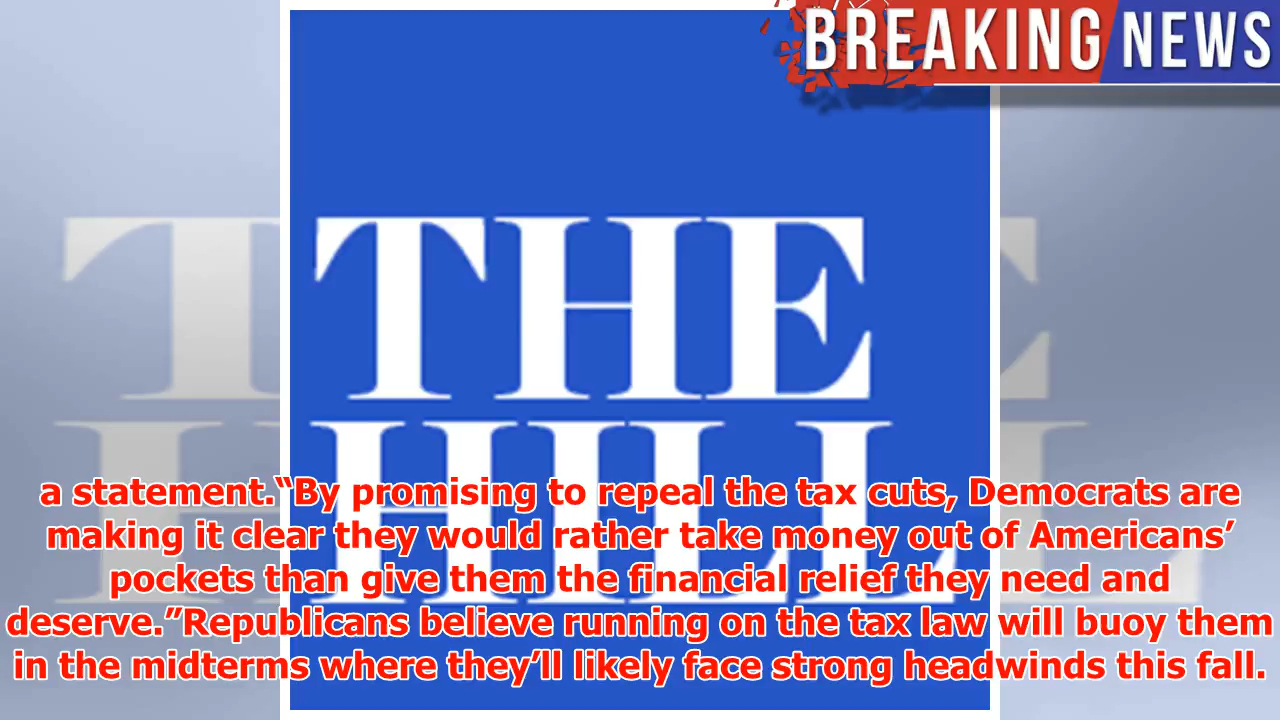 BREAKING NEWS
THE
HILL
a statement.“By promising to repeal the tax cuts, Democrats are
making it clear they would rather take money out of Americans’
pockets than give them the financial relief they need and
deserve.”Republicans believe running on the tax law will buoy them
in the midterms where they’ll likely face strong headwinds this fall.